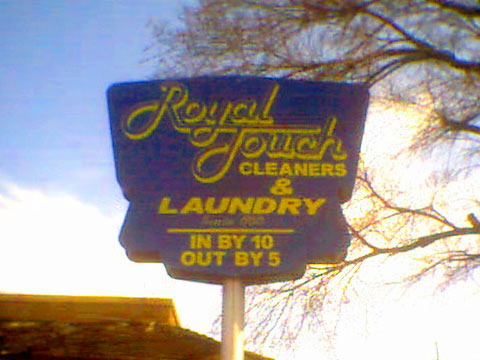 Royal
Touch
CLEANERS
&
LAUNDRY
IN BY 10
OUT BY 5